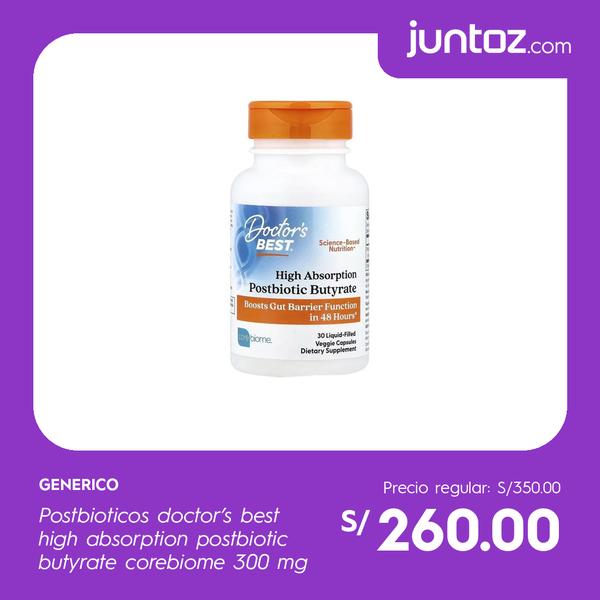 juntoz.com
Doctor's
BEST
Science-Based
Nutrition™
High Absorption
Postbiotic Butyrate
Boosts Gut Barrier Function
in 48 Hours*
30 Liquid-Filled
Veggie Capsules
Dietary Supplement
biome.
GENERICO
Precio regular: S/350.00
Postbioticos doctor's best
high absorption postbiotic
butyrate corebiome 300 mg
S/ 260.00